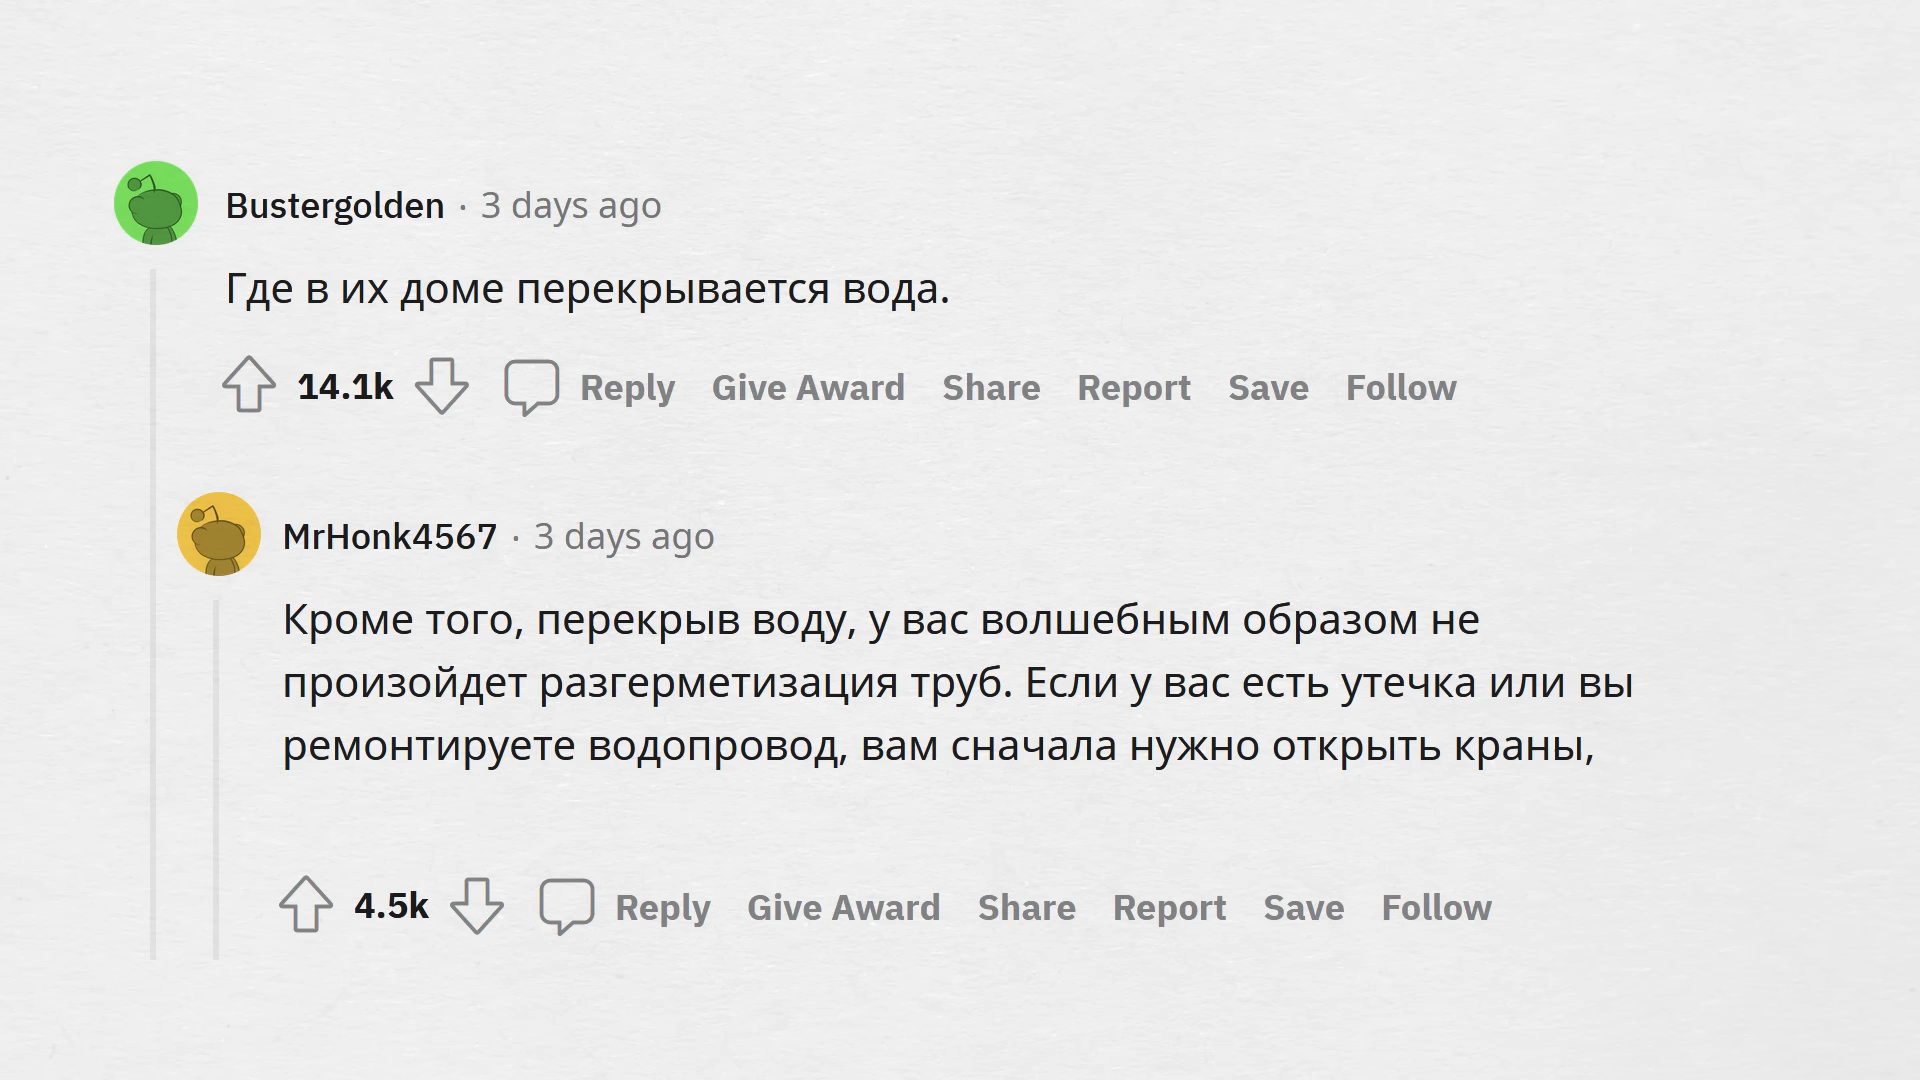 Bustergolden · 3 days ago
Где в их доме перекрывается вода.
14.1k Reply Give Award Share Report Save Follow
MrHonk4567 · 3 days ago
Кроме того, перекрыв воду, у вас волшебным образом не
произойдет разгерметизация труб. Если у вас есть утечка или вы
ремонтируете водопровод, вам сначала нужно открыть краны,
4.5k Reply Give Award Share Report Save Follow